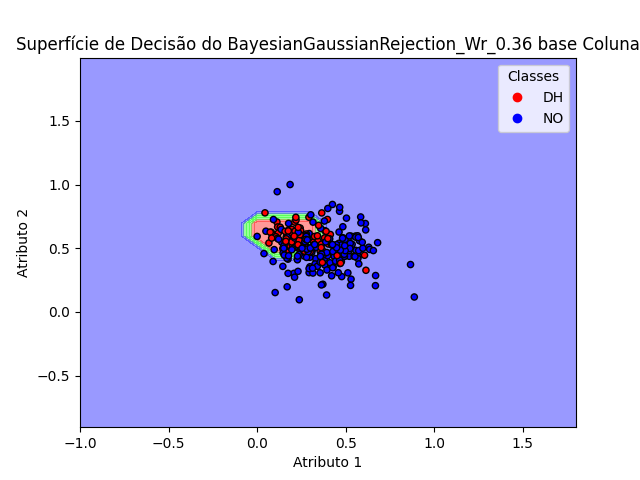 Superfície de Decisão do BayesianGaussianRejection_Wr_0.36 base Coluna
Classes
DH
NO
Atributo 2
1.5
1.0
0.5
0.0
−0.5
−1.0
−0.5
0.0
0.5
1.0
1.5
Atributo 1